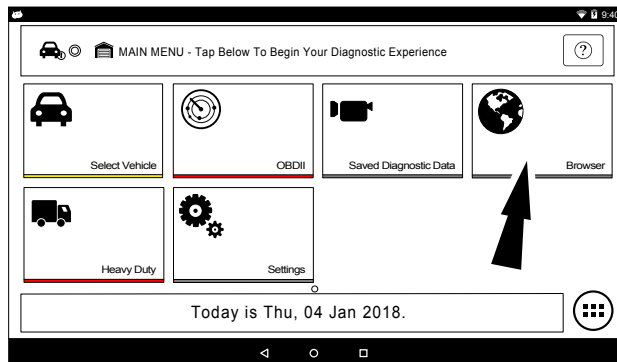 9:40
MAIN MENU - Tap Below To Begin Your Diagnostic Experience
?
Select Vehicle
OBDII
Saved Diagnostic Data
Browser
Heavy Duty
Settings
Today is Thu, 04 Jan 2018.